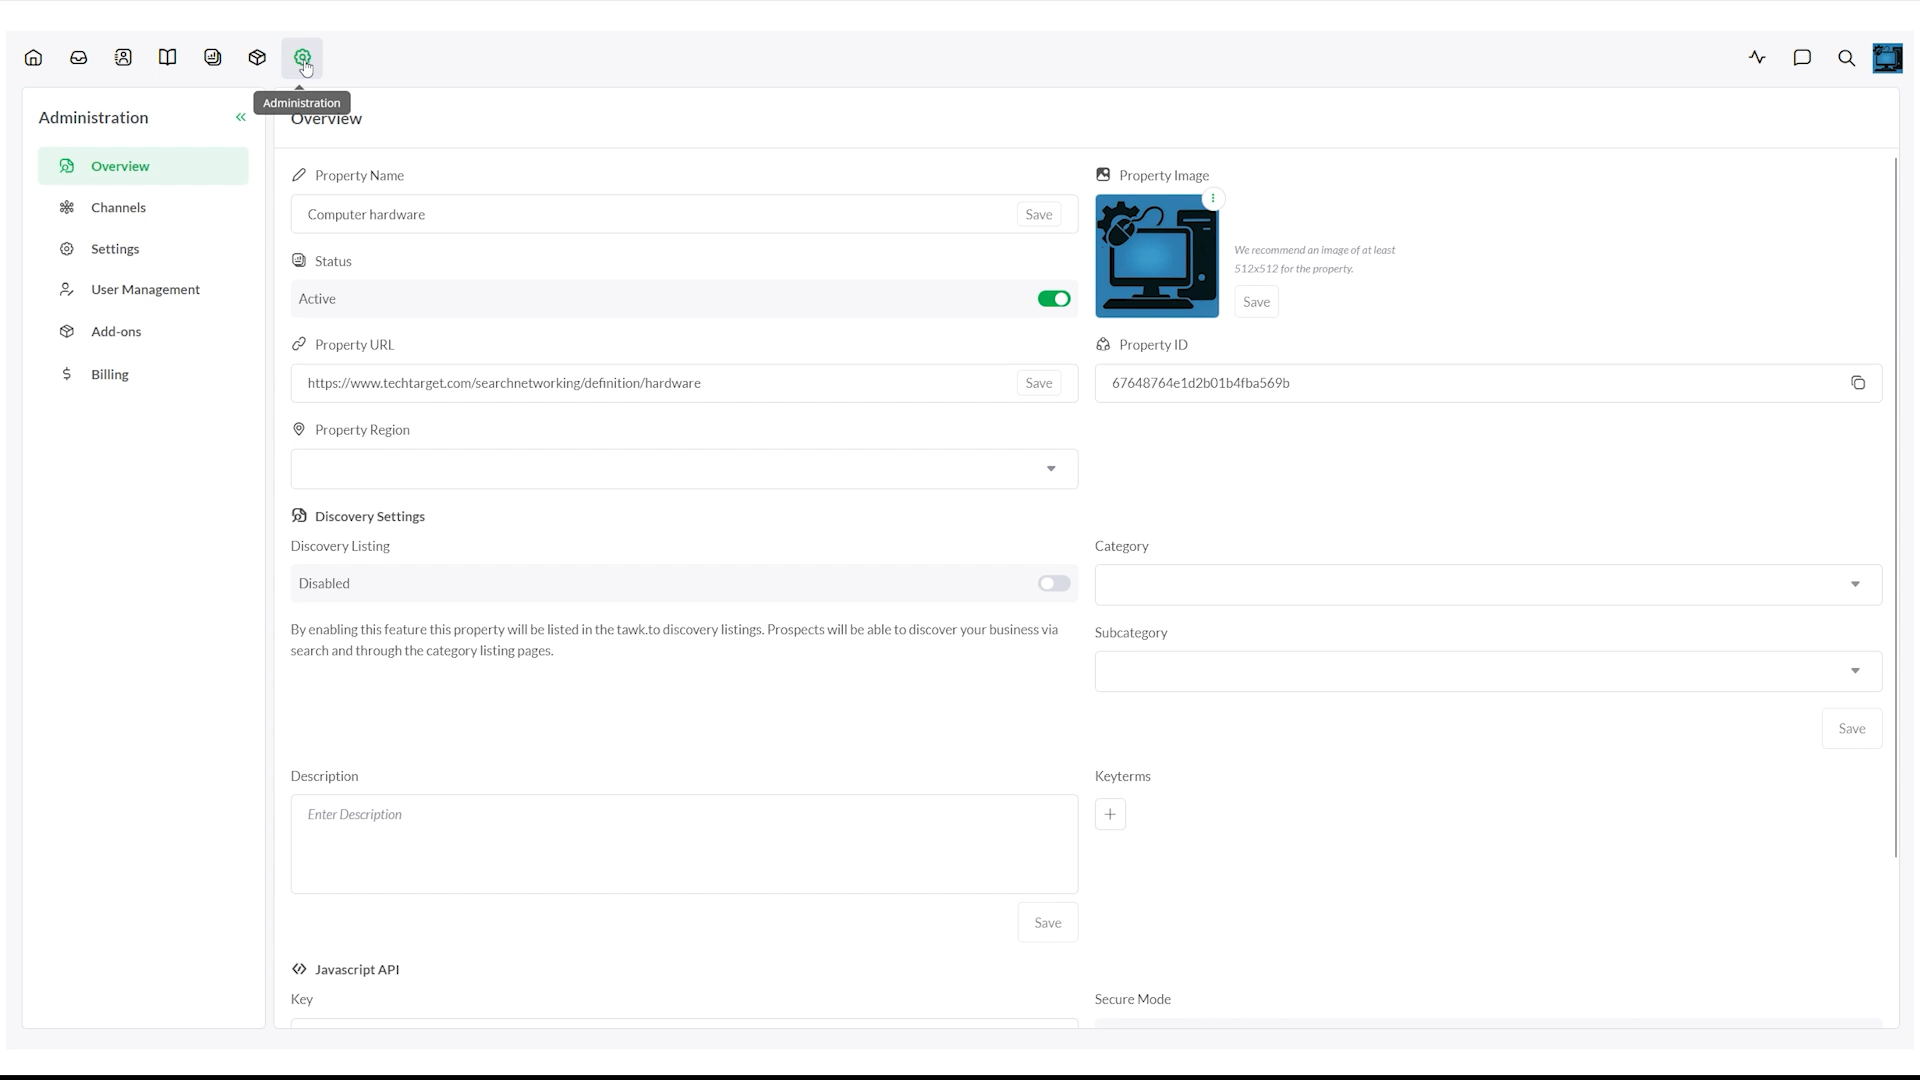 Administration
Administration
Overview
Channels
Settings
User Management
Add-ons
Billing
Overview
Property Name
Computer hardware
Save
Status
Active
Property URL
https://www.techtarget.com/searchnetworking/definition/hardware
Save
Property Region
Property Image
We recommend an image of at least
512x512 for the property.
Save
Property ID
67648764e1d2b01b4fba569b
Discovery Settings
Discovery Listing
Disabled
By enabling this feature this property will be listed in the tawk.to discovery listings. Prospects will be able to discover your business via
search and through the category listing pages.
Category
Subcategory
Save
Description
Enter Description
Save
Keyterms
Javascript API
Key
Secure Mode